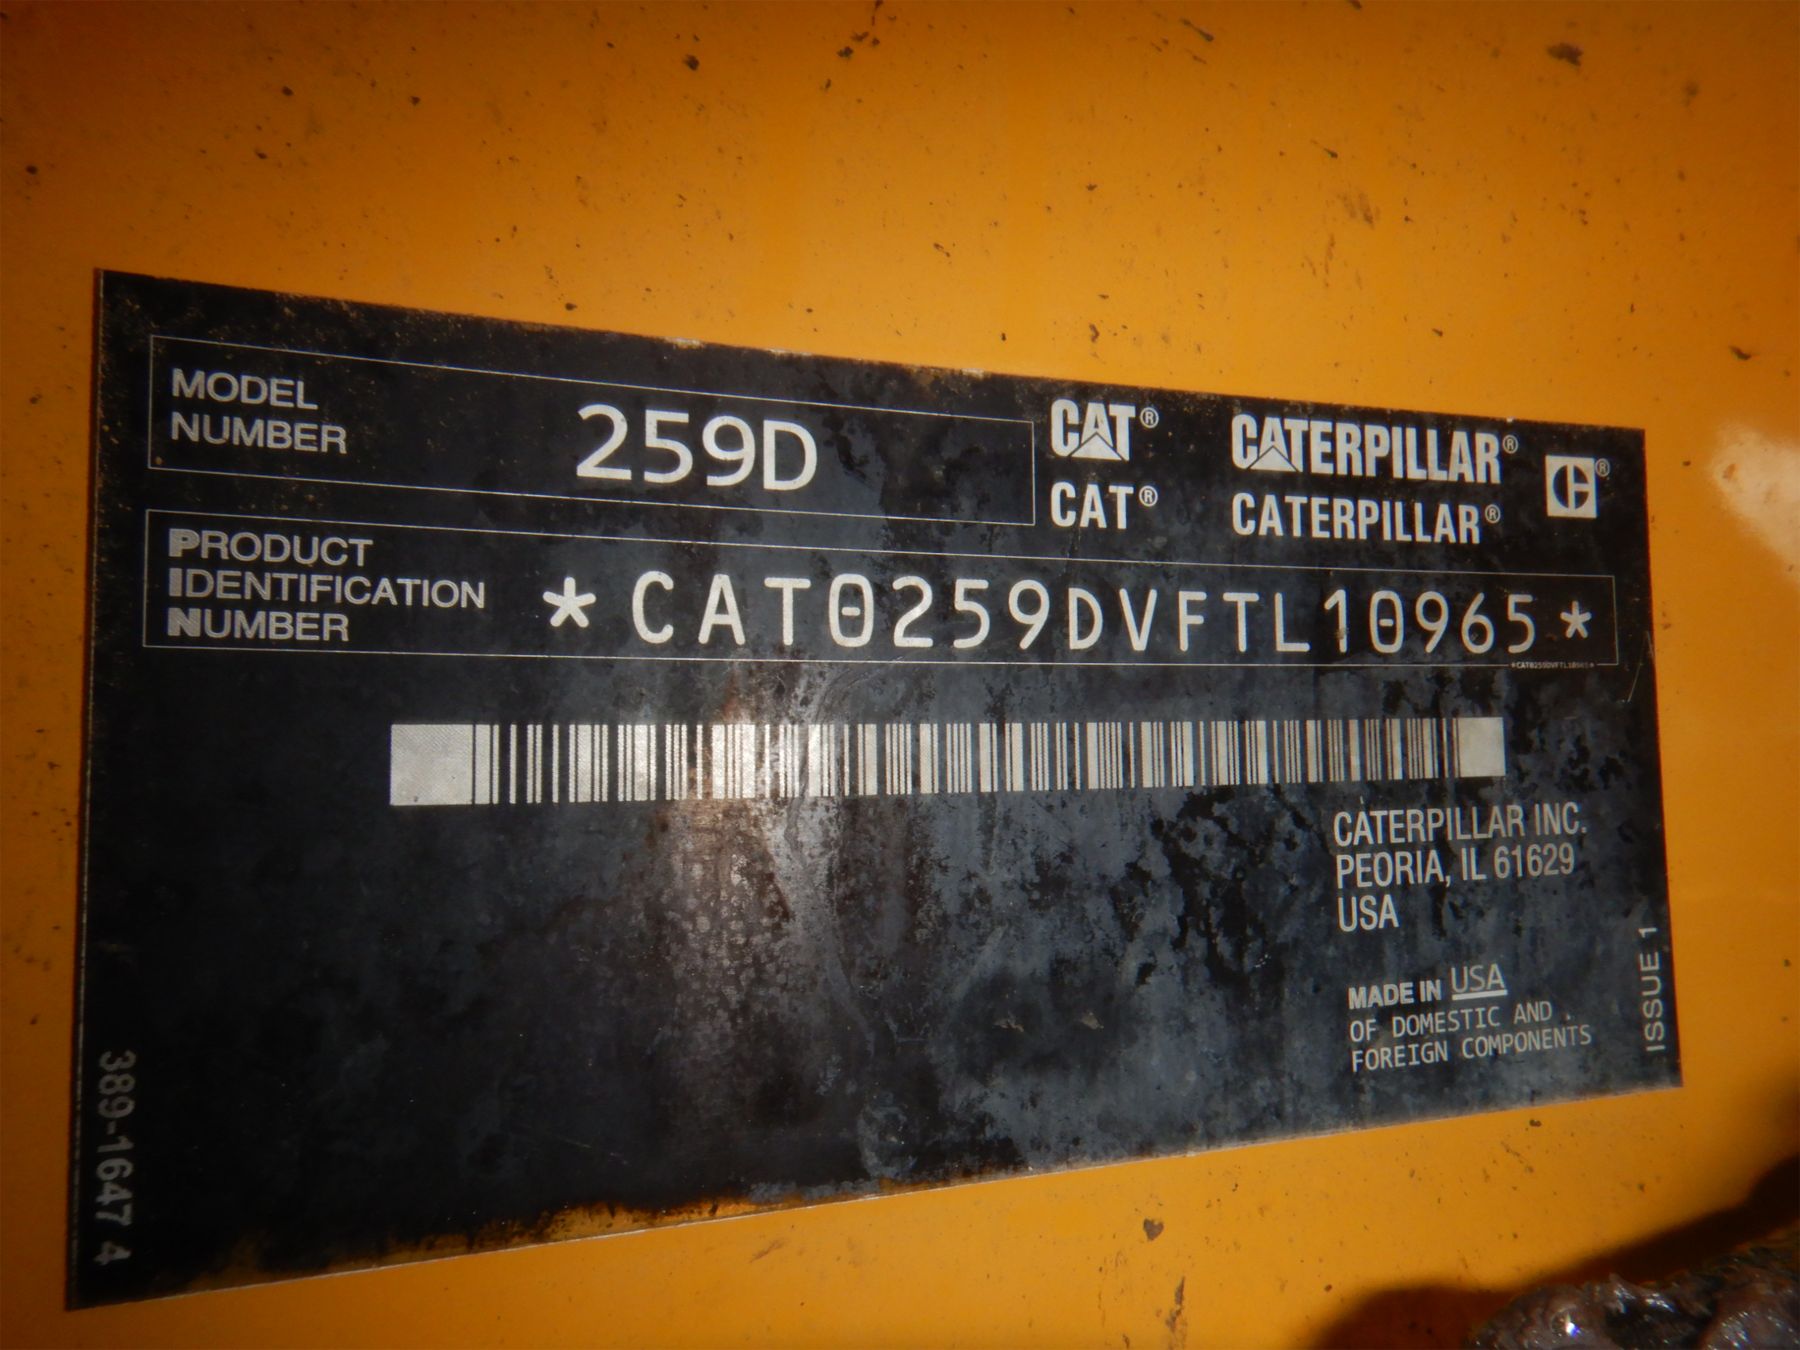 MODEL
NUMBER
259D
CAT® CATERPILLAR®
CAT® CATERPILLAR®
PRODUCT
IDENTIFICATION
NUMBER
*CAT0259DVFTL10965*
*CAT0259DVFTL10965*
CATERPILLAR INC.
PEORIA, IL 61629
USA
MADE IN USA
OF DOMESTIC AND
FOREIGN COMPONENTS
ISSUE 1
389-1647 4